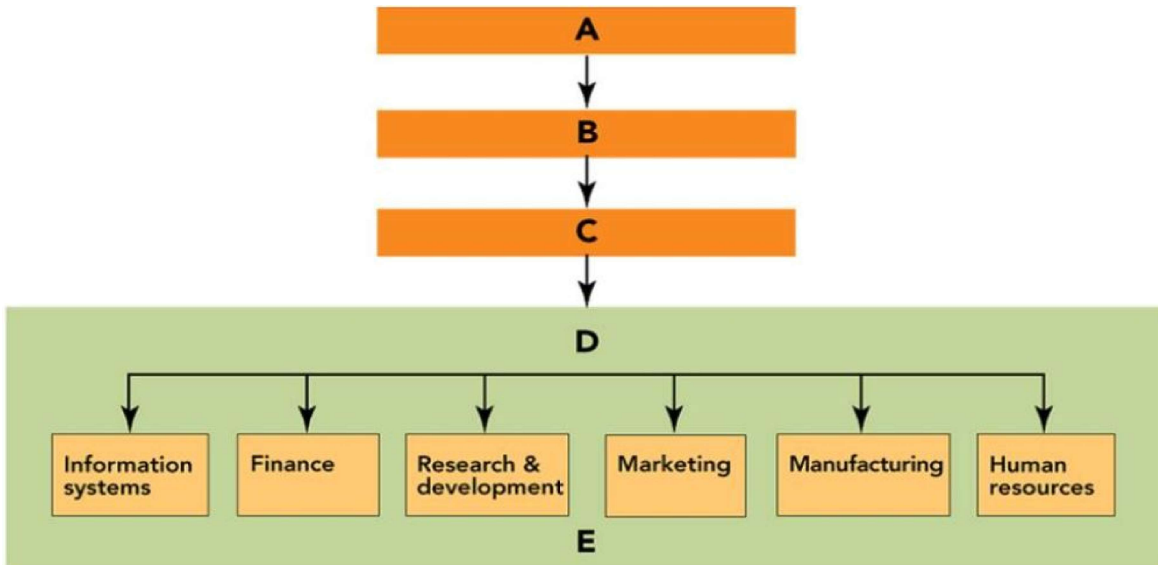 A
B
C
D
Information
systems
Finance
Research &
development
Marketing
Manufacturing
Human
resources
E